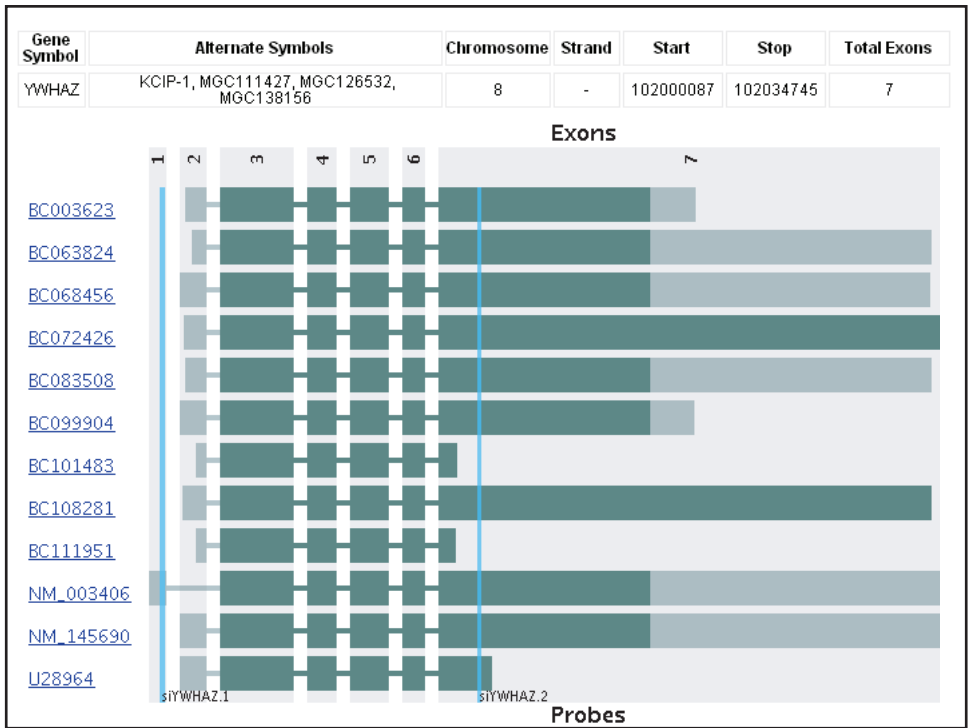 Gene Symbol Alternate Symbols Chromosome Strand Start Stop Total Exons
YWHAZ KCIP-1, MGC111427, MGC126532, MGC138156 8 - 102000087 102034745 7
Exons
1 2 3 4 5 6 7
BC003623
BC063824
BC068456
BC072426
BC083508
BC099904
BC101483
BC108281
BC111951
NM_003406
NM_145690
U28964
siYWHAZ.1 siYWHAZ.2
Probes